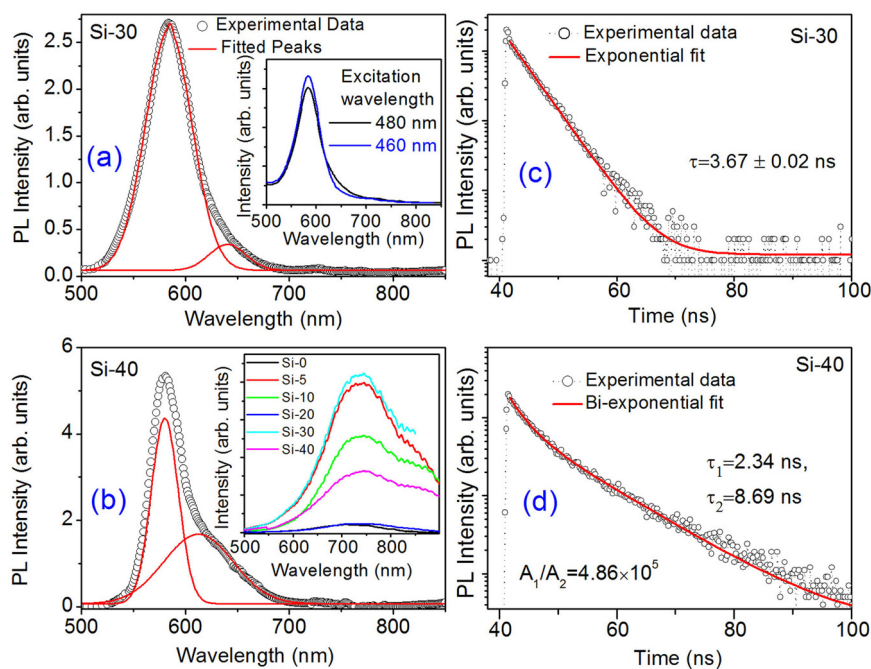 Si-30
Experimental Data
Fitted Peaks
(a)
PL Intensity (arb. units)
2.5
2.0
1.5
1.0
0.5
0.0
500 600 700 800
Wavelength (nm)
Excitation
wavelength
480 nm
460 nm
Intensity (arb. units)
500 600 700 800
Wavelength (nm)
Experimental data
Exponential fit
Si-30
(c)
τ=3.67 ± 0.02 ns
PL Intensity (arb. units)
40 60 80 100
Time (ns)
Si-40
(b)
PL Intensity (arb. units)
6
4
2
0
500 600 700 800
Wavelength (nm)
Si-0
Si-5
Si-10
Si-20
Si-30
Si-40
Intensity (arb. units)
500 600 700 800
Wavelength (nm)
Si-40
Experimental data
Bi-exponential fit
τ₁=2.34 ns,
τ₂=8.69 ns
(d)
A₁/A₂=4.86×10⁵
PL Intensity (arb. units)
40 60 80 100
Time (ns)